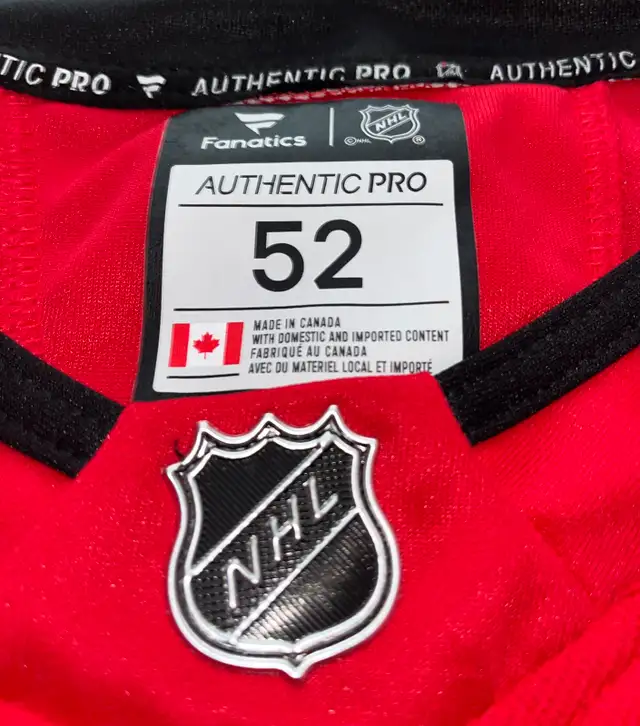 TIC PRO AUTHENTIC PRO AUTHENTIC
Fanatics NHL
©NHL ®
AUTHENTIC PRO
52
MADE IN CANADA
WITH DOMESTIC AND IMPORTED CONTENT
FABRIQUÉ AU CANADA
AVEC DU MATERIEL LOCAL ET IMPORTÉ
NHL